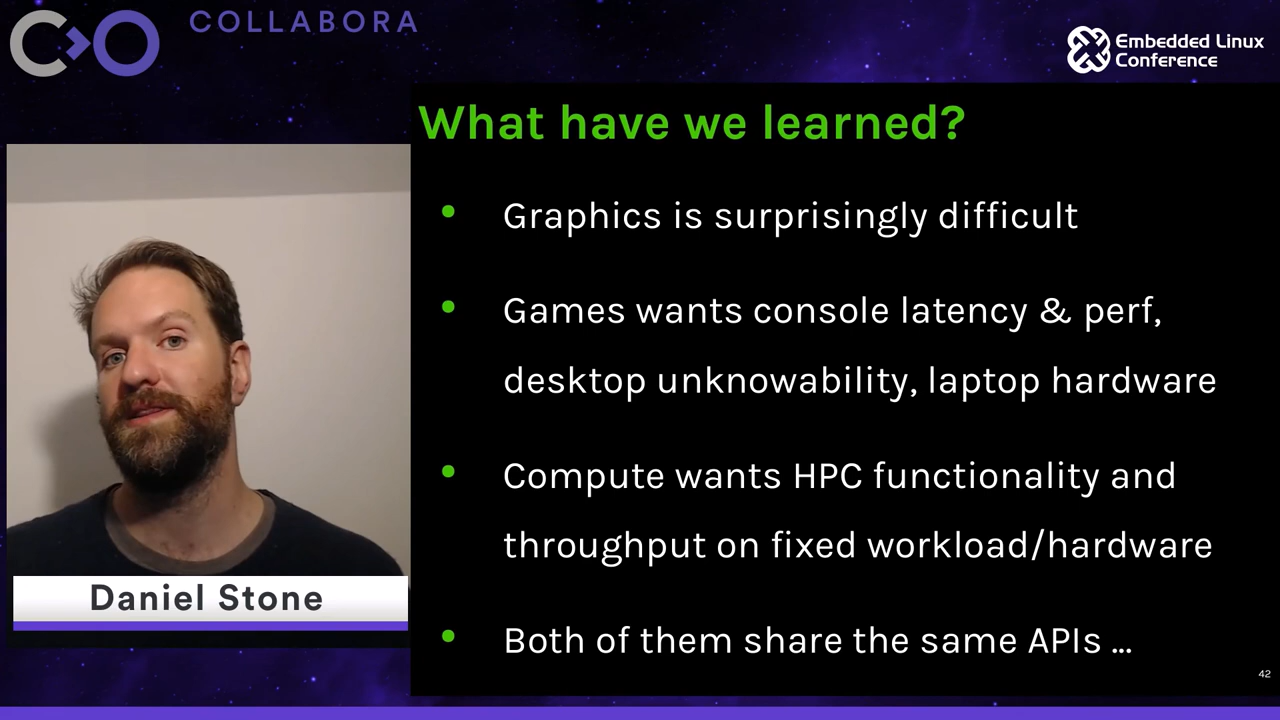 COLLABORA
Embedded Linux
Conference
What have we learned?
• Graphics is surprisingly difficult
• Games wants console latency & perf,
desktop unknowability, laptop hardware
• Compute wants HPC functionality and
throughput on fixed workload/hardware
• Both of them share the same APIs ...
Daniel Stone
42